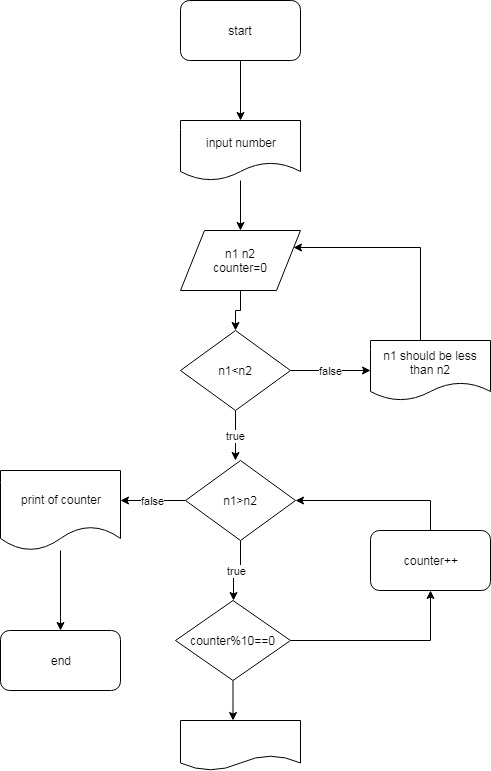 start
input number
n1 n2
counter=0
n1<n2
false
n1 should be less
than n2
true
print of counter
false
n1>n2
counter++
true
counter%10==0
end